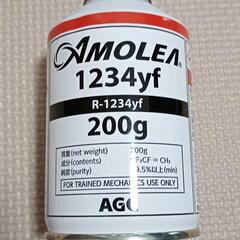 AMOLEA®
1234yf
R-1234yf
200g
質量(net weight) : 200g
成分(contents) : CF₃CF = CH₂
純度(purity) : 99.5%以上(min)
FOR TRAINED MECHANICS USE ONLY
AGC